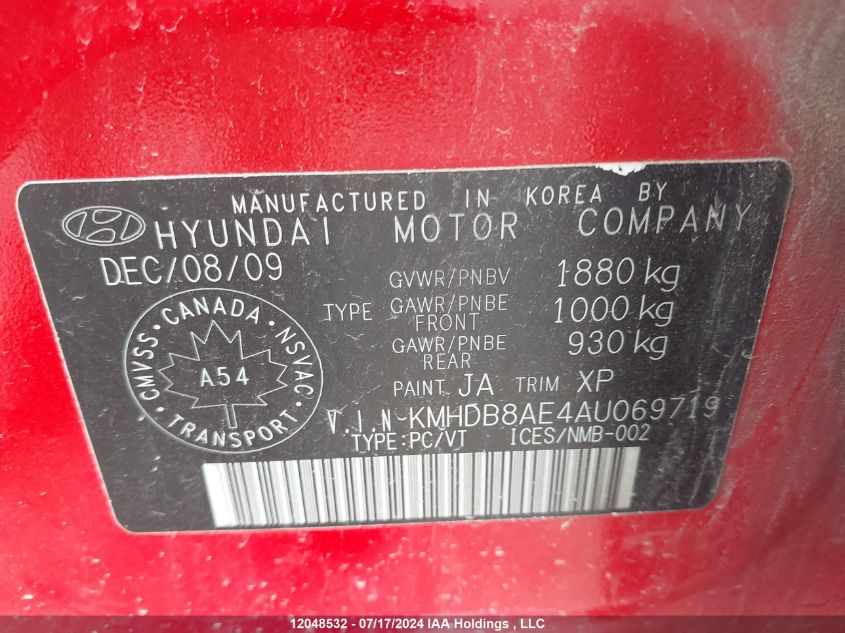 MANUFACTURED IN KOREA BY
HYUNDAI MOTOR COMPANY
DEC/08/09
GVWR/PNBV 1880 kg
TYPE GAWR/PNBE FRONT 1000 kg
GAWR/PNBE REAR 930 kg
CMVSS · CANADA · NSVAC · TRANSPORT ·
A54
PAINT JA TRIM XP
V.I.N KMHDB8AE4AU069719
TYPE:PC/VT ICES/NMB-002
12048532 - 07/17/2024 IAA Holdings , LLC